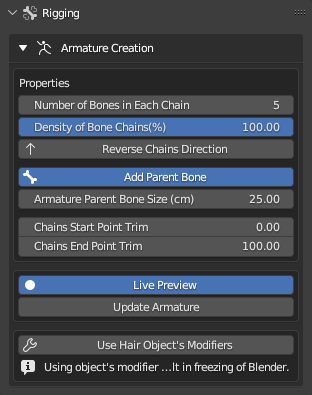 Rigging
Armature Creation
Properties
Number of Bones in Each Chain 5
Density of Bone Chains(%) 100.00
Reverse Chains Direction
Add Parent Bone
Armature Parent Bone Size (cm) 25.00
Chains Start Point Trim 0.00
Chains End Point Trim 100.00
Live Preview
Update Armature
Use Hair Object's Modifiers
Using object's modifier ...lt in freezing of Blender.